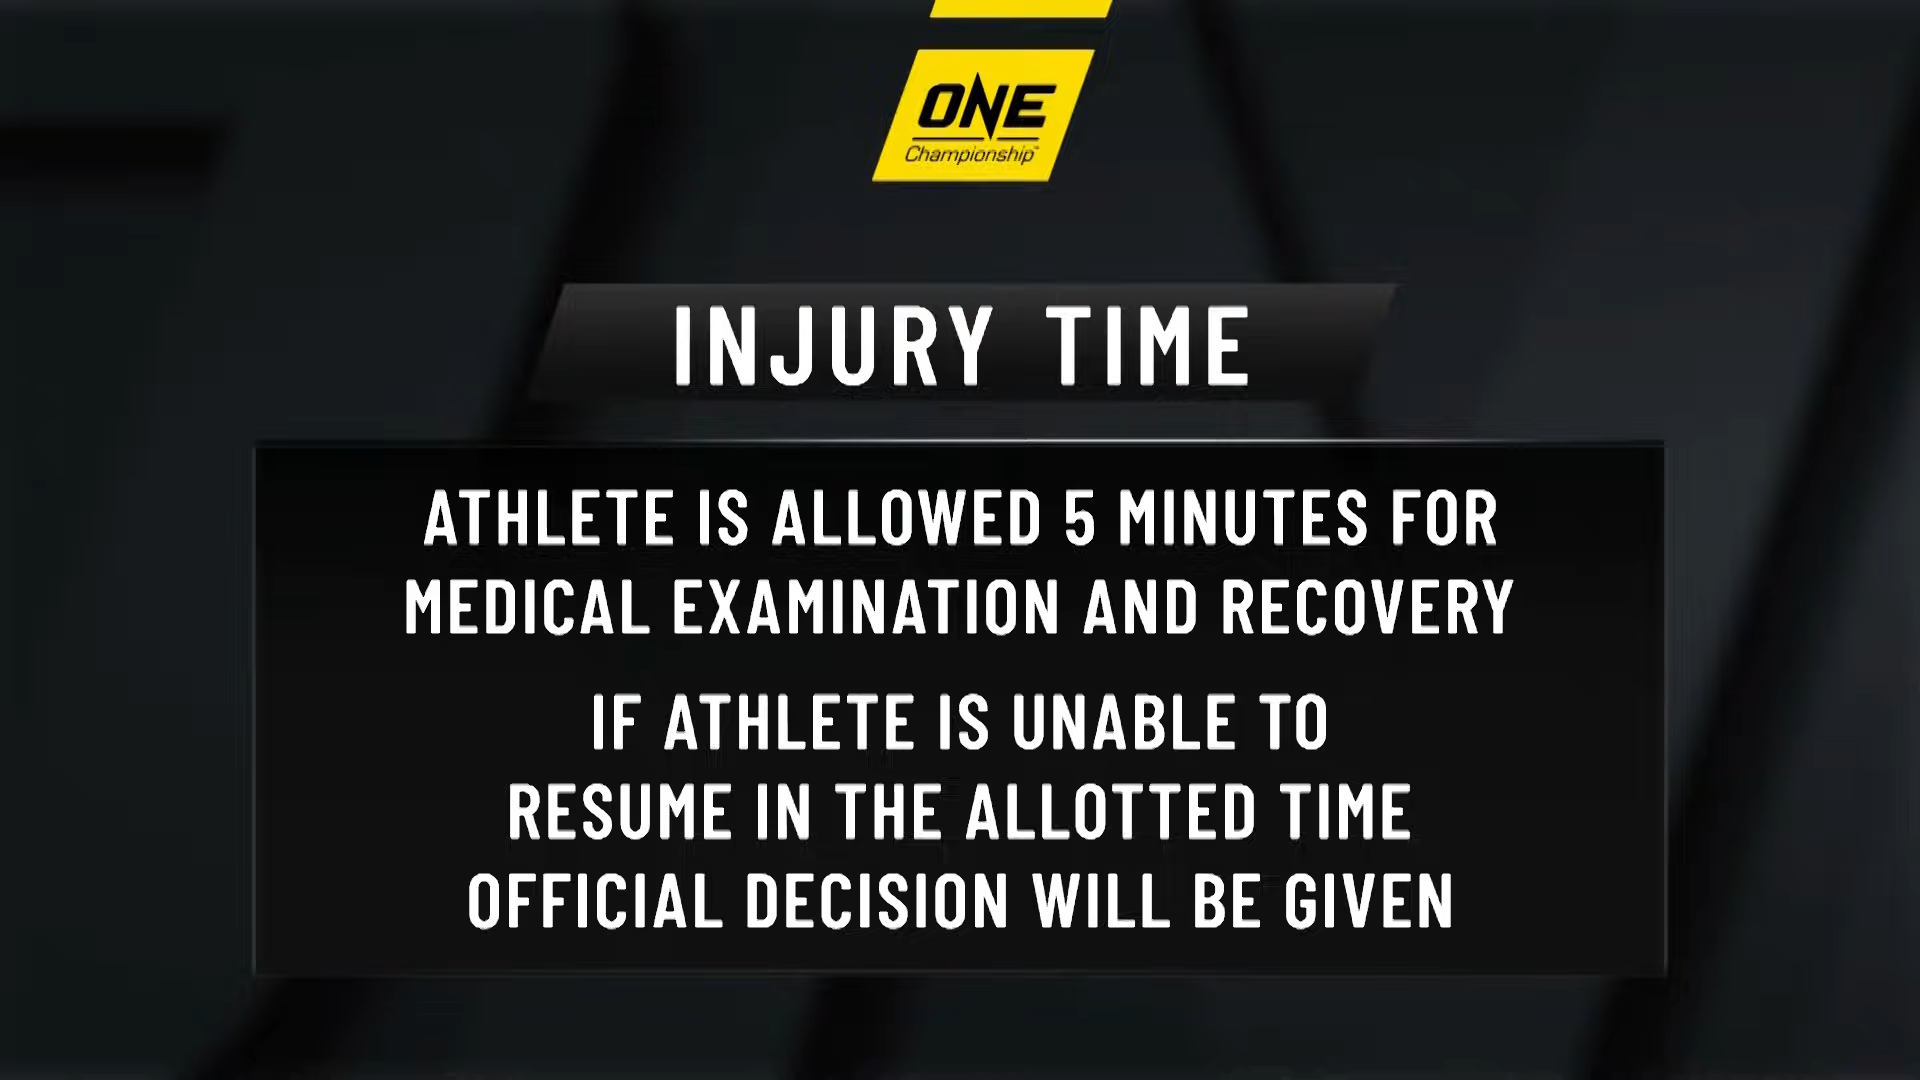 ONE
Championship™
INJURY TIME
ATHLETE IS ALLOWED 5 MINUTES FOR
MEDICAL EXAMINATION AND RECOVERY
IF ATHLETE IS UNABLE TO
RESUME IN THE ALLOTTED TIME
OFFICIAL DECISION WILL BE GIVEN